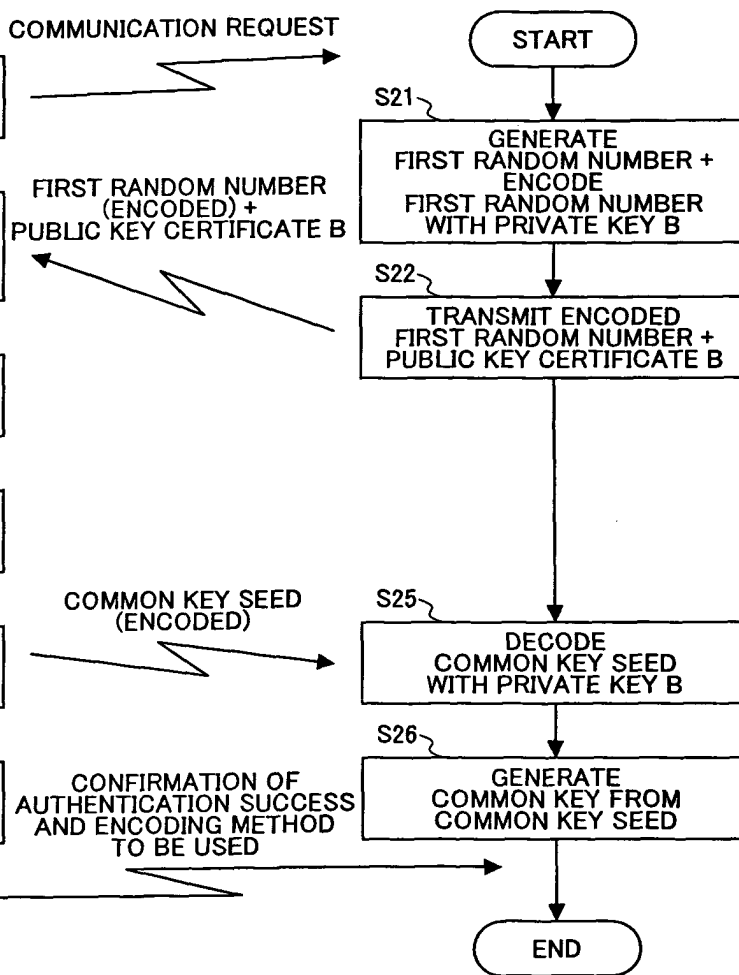 COMMUNICATION REQUEST
START
S21
GENERATE
FIRST RANDOM NUMBER +
ENCODE
FIRST RANDOM NUMBER
WITH PRIVATE KEY B
FIRST RANDOM NUMBER
(ENCODED) +
PUBLIC KEY CERTIFICATE B
S22
TRANSMIT ENCODED
FIRST RANDOM NUMBER +
PUBLIC KEY CERTIFICATE B
COMMON KEY SEED
(ENCODED)
S25
DECODE
COMMON KEY SEED
WITH PRIVATE KEY B
S26
GENERATE
COMMON KEY FROM
COMMON KEY SEED
CONFIRMATION OF
AUTHENTICATION SUCCESS
AND ENCODING METHOD
TO BE USED
END